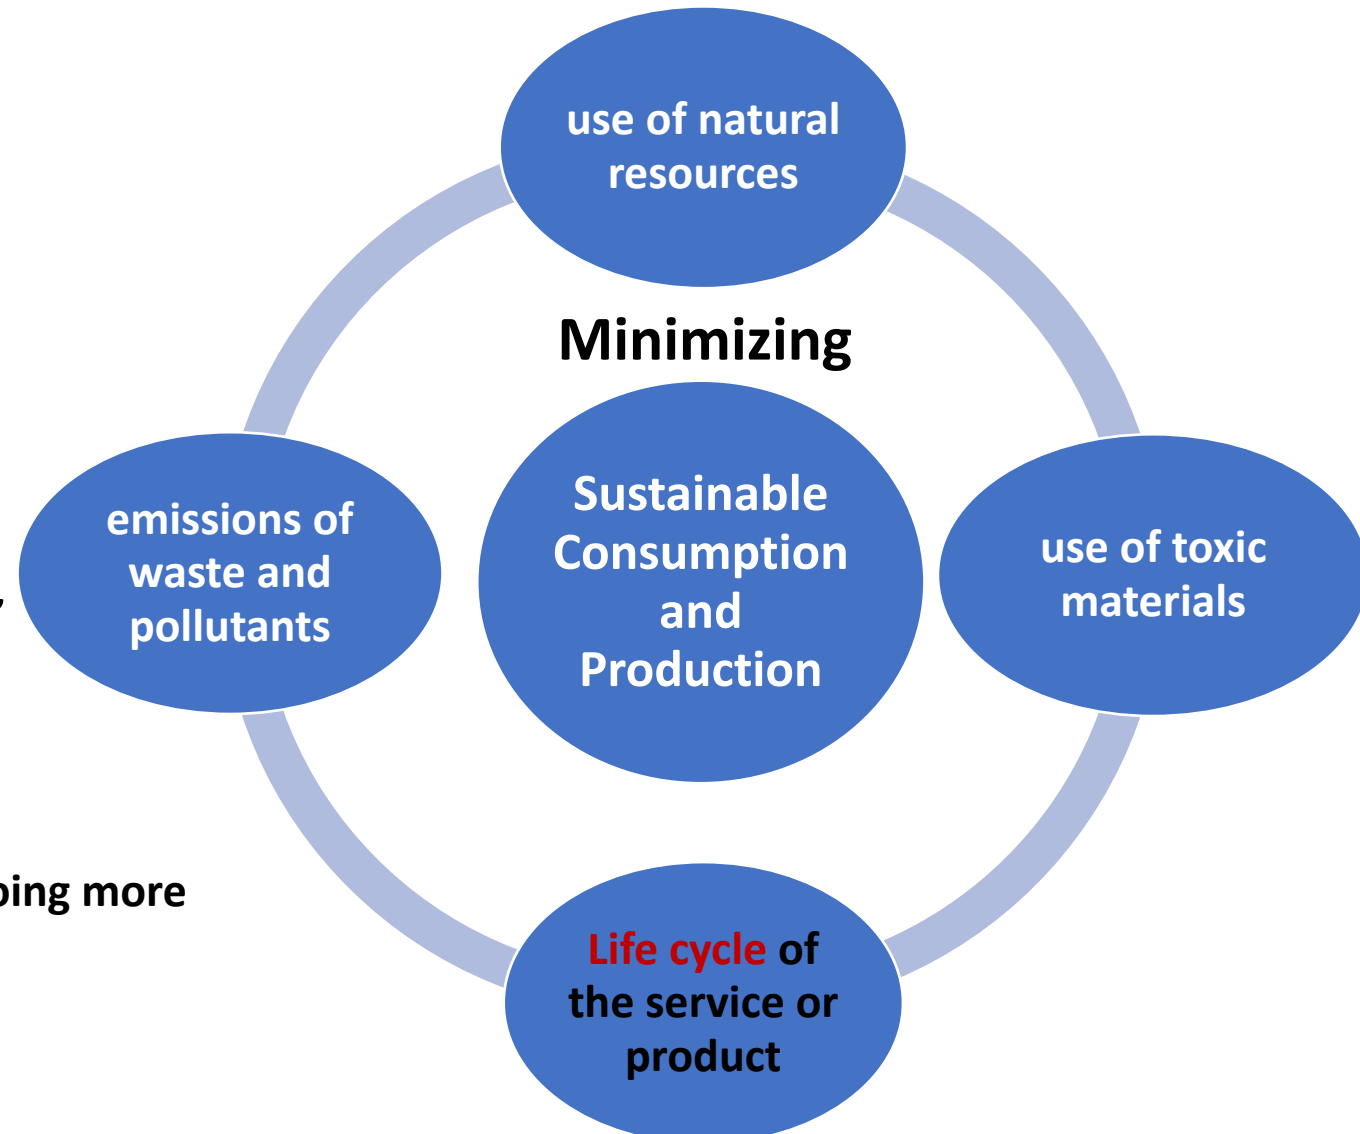 use of natural
resources
Minimizing
emissions of
waste and
pollutants
Sustainable
Consumption
and
Production
use of toxic
materials
more
Life cycle of
the service or
product